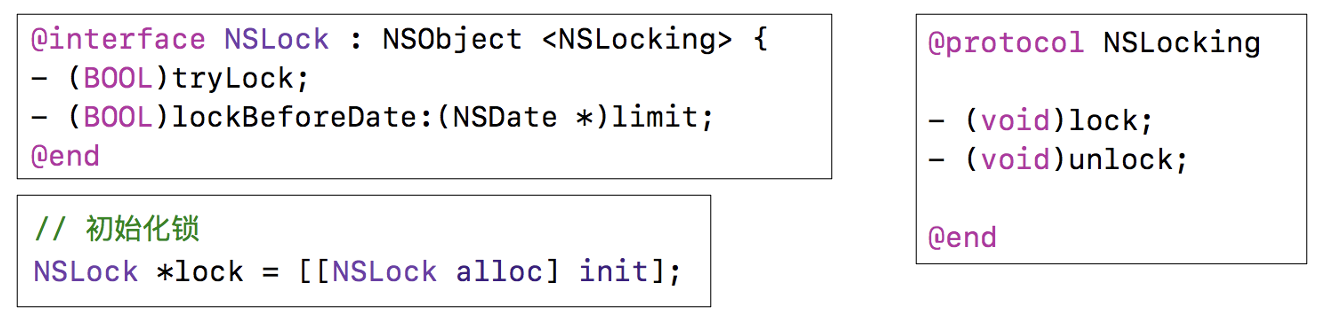 @interface NSLock : NSObject <NSLocking> {
- (BOOL)tryLock;
- (BOOL)lockBeforeDate:(NSDate *)limit;
@end
// 初始化锁
NSLock *lock = [[NSLock alloc] init];
@protocol NSLocking
- (void)lock;
- (void)unlock;
@end